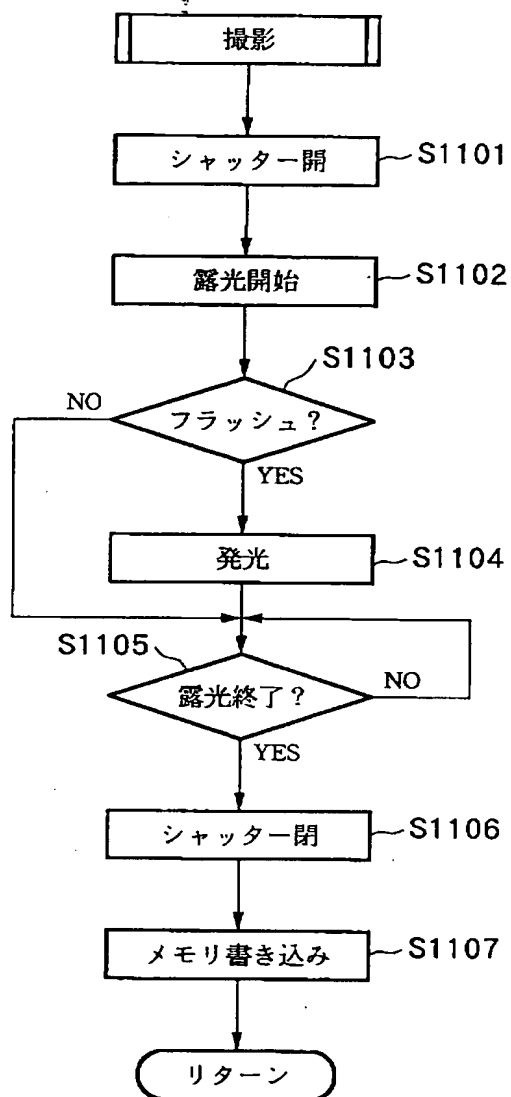 撮影
シャッター開
S1101
露光開始
S1102
S1103
フラッシュ?
NO
YES
発光
S1104
S1105
露光終了?
NO
YES
シャッター閉
S1106
メモリ書き込み
S1107
リターン